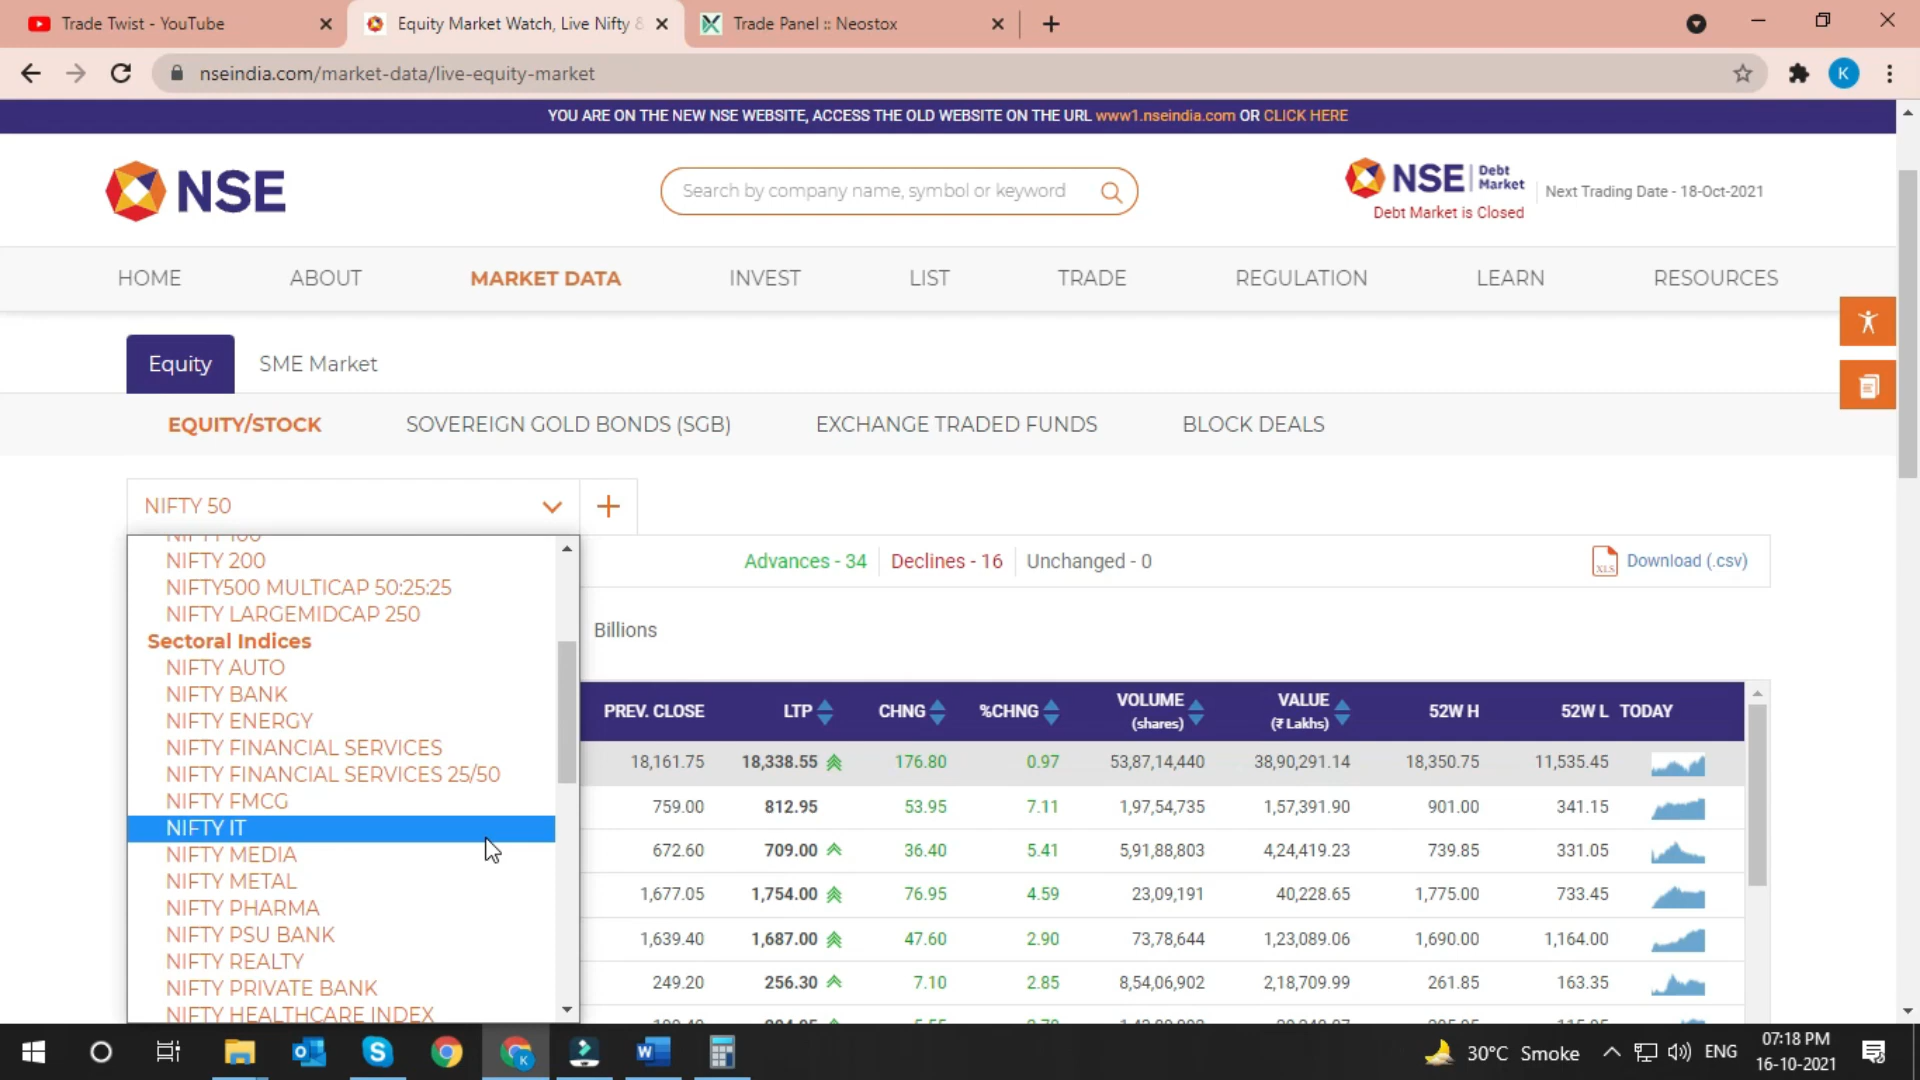 Trade Twist - YouTube
Equity Market Watch, Live Nifty &
Trade Panel :: Neostox
nseindia.com/market-data/live-equity-market
K
YOU ARE ON THE NEW NSE WEBSITE, ACCESS THE OLD WEBSITE ON THE URL www1.nseindia.com OR CLICK HERE
NSE
Search by company name, symbol or keyword
NSE Debt Market
Debt Market is Closed
Next Trading Date - 18-Oct-2021
HOME ABOUT MARKET DATA INVEST LIST TRADE REGULATION LEARN RESOURCES
Equity SME Market
EQUITY/STOCK SOVEREIGN GOLD BONDS (SGB) EXCHANGE TRADED FUNDS BLOCK DEALS
NIFTY 50
NIFTY 100
NIFTY 200
NIFTY500 MULTICAP 50:25:25
NIFTY LARGEMIDCAP 250
Sectoral Indices
NIFTY AUTO
NIFTY BANK
NIFTY ENERGY
NIFTY FINANCIAL SERVICES
NIFTY FINANCIAL SERVICES 25/50
NIFTY FMCG
NIFTY IT
NIFTY MEDIA
NIFTY METAL
NIFTY PHARMA
NIFTY PSU BANK
NIFTY REALTY
NIFTY PRIVATE BANK
NIFTY HEALTHCARE INDEX
Advances - 34 Declines - 16 Unchanged - 0
XLS Download (.csv)
Billions
PREV. CLOSE LTP CHNG %CHNG VOLUME (shares) VALUE (₹ Lakhs) 52W H 52W L TODAY
18,161.75 18,338.55 176.80 0.97 53,87,14,440 38,90,291.14 18,350.75 11,535.45
759.00 812.95 53.95 7.11 1,97,54,735 1,57,391.90 901.00 341.15
672.60 709.00 36.40 5.41 5,91,88,803 4,24,419.23 739.85 331.05
1,677.05 1,754.00 76.95 4.59 23,09,191 40,228.65 1,775.00 733.45
1,639.40 1,687.00 47.60 2.90 73,78,644 1,23,089.06 1,690.00 1,164.00
249.20 256.30 7.10 2.85 8,54,06,902 2,18,709.99 261.85 163.35
30°C Smoke
ENG
07:18 PM
16-10-2021